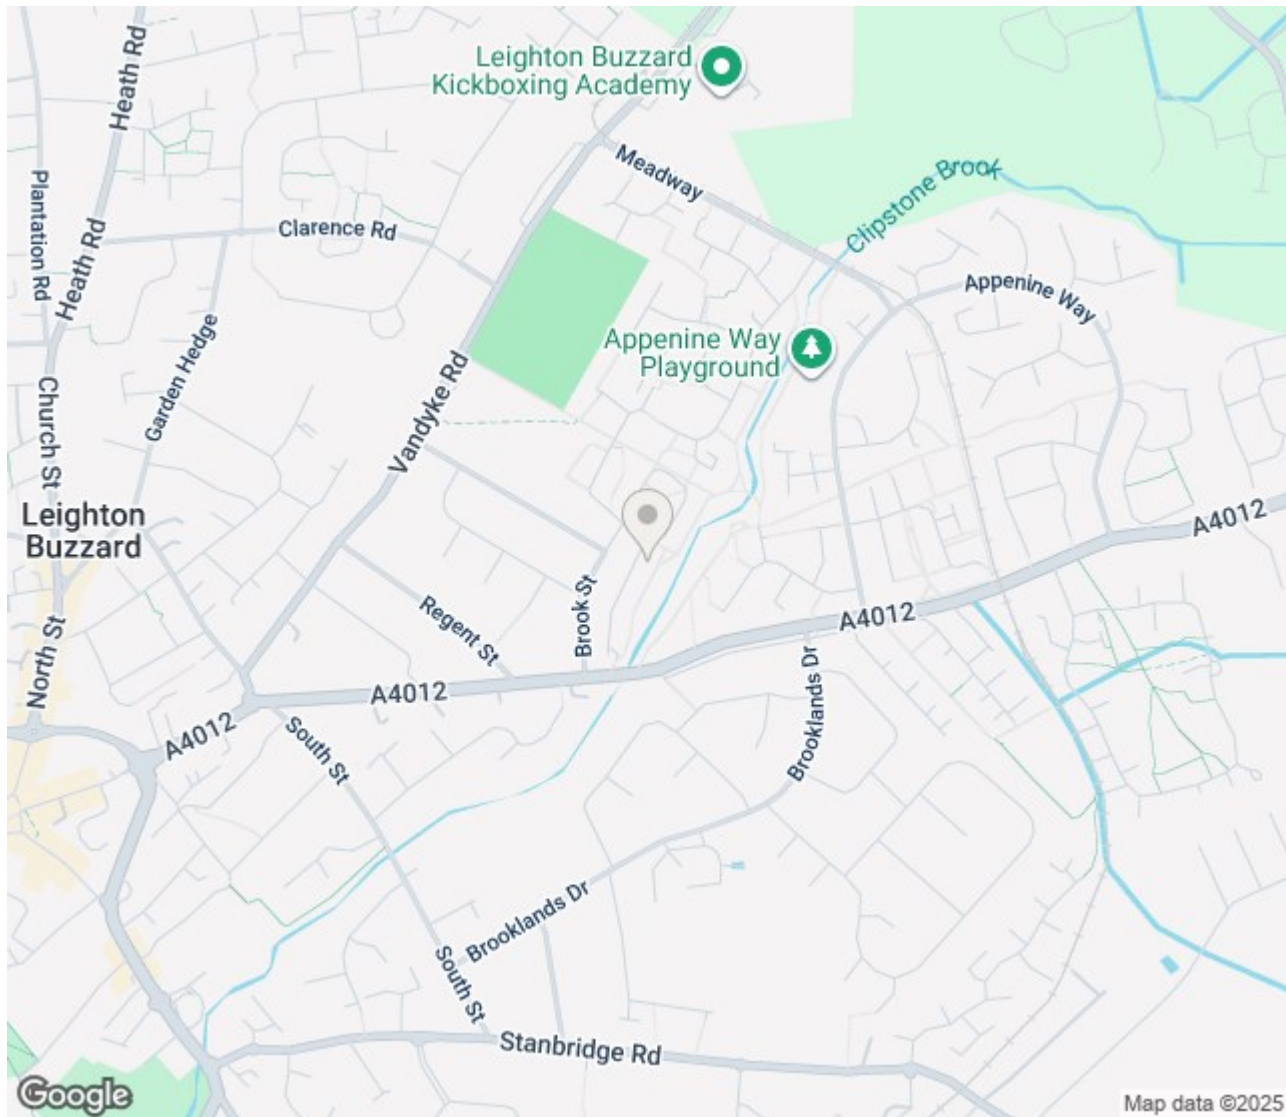 Heath Rd
Leighton Buzzard
Kickboxing Academy
Meadway
Plantation Rd
Heath Rd
Clarence Rd
Clipstone Brook
Appenine Way
Garden Hedge
Appenine Way
Playground
Church St
Vandyke Rd
Leighton
Buzzard
A4012
Regent St
Brook St
A4012
North St
A4012
A4012
South St
Brooklands Dr
Brooklands Dr
South St
Stanbridge Rd
Google
Map data ©2025